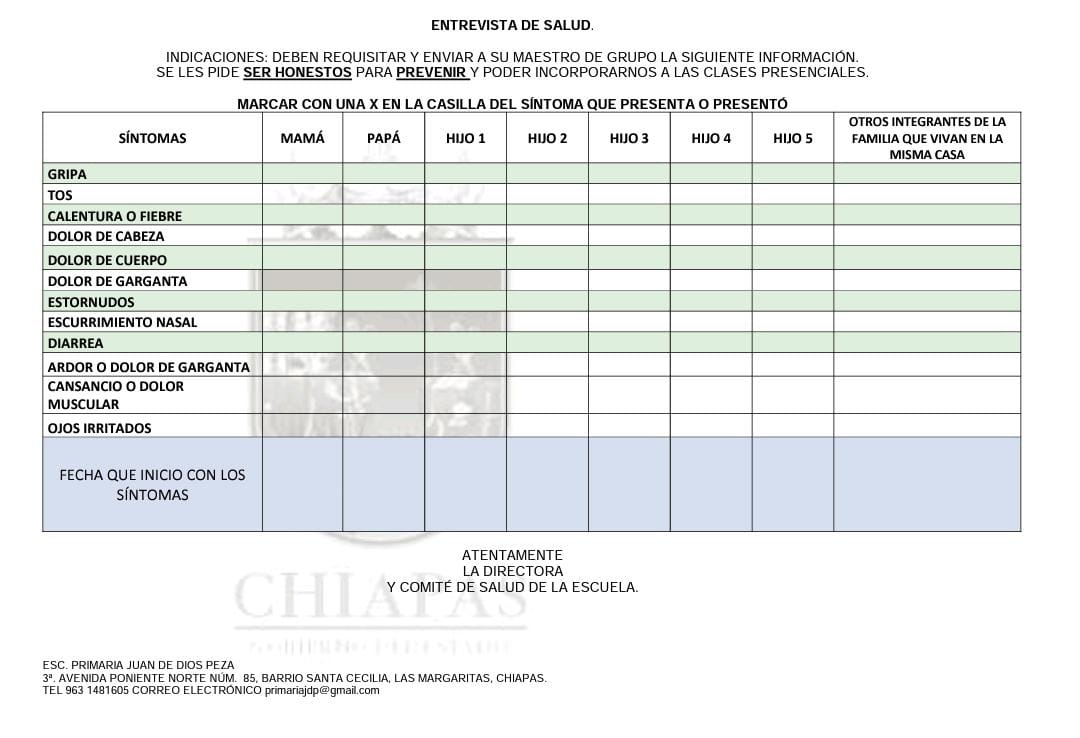 ENTREVISTA DE SALUD.
INDICACIONES: DEBEN REQUISITAR Y ENVIAR A SU MAESTRO DE GRUPO LA SIGUIENTE INFORMACIÓN.
SE LES PIDE SER HONESTOS PARA PREVENIR Y PODER INCORPORARNOS A LAS CLASES PRESENCIALES.
MARCAR CON UNA X EN LA CASILLA DEL SÍNTOMA QUE PRESENTA O PRESENTÓ
SÍNTOMAS MAMÁ PAPÁ HIJO 1 HIJO 2 HIJO 3 HIJO 4 HIJO 5 OTROS INTEGRANTES DE LA
FAMILIA QUE VIVAN EN LA
MISMA CASA
GRIPA
TOS
CALENTURA O FIEBRE
DOLOR DE CABEZA
DOLOR DE CUERPO
DOLOR DE GARGANTA
ESTORNUDOS
ESCURRIMIENTO NASAL
DIARREA
ARDOR O DOLOR DE GARGANTA
CANSANCIO O DOLOR
MUSCULAR
OJOS IRRITADOS
FECHA QUE INICIO CON LOS
SÍNTOMAS
ATENTAMENTE
LA DIRECTORA
Y COMITÉ DE SALUD DE LA ESCUELA.
CHIAPAS
ESC. PRIMARIA JUAN DE DIOS PEZA
3ª. AVENIDA PONIENTE NORTE NÚM. 85, BARRIO SANTA CECILIA, LAS MARGARITAS, CHIAPAS.
TEL 963 1481605 CORREO ELECTRÓNICO primariajdp@gmail.com